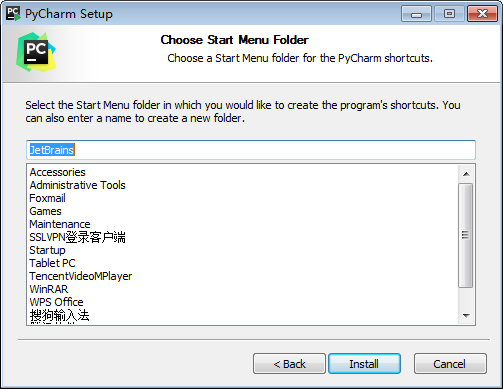 PyCharm Setup
PC
Choose Start Menu Folder
Choose a Start Menu folder for the PyCharm shortcuts.
Select the Start Menu folder in which you would like to create the program's shortcuts. You
can also enter a name to create a new folder.
JetBrains
Accessories
Administrative Tools
Foxmail
Games
Maintenance
SSLVPN登录客户端
Startup
Tablet PC
TencentVideoMPlayer
WinRAR
WPS Office
搜狗输入法
< Back
Install
Cancel